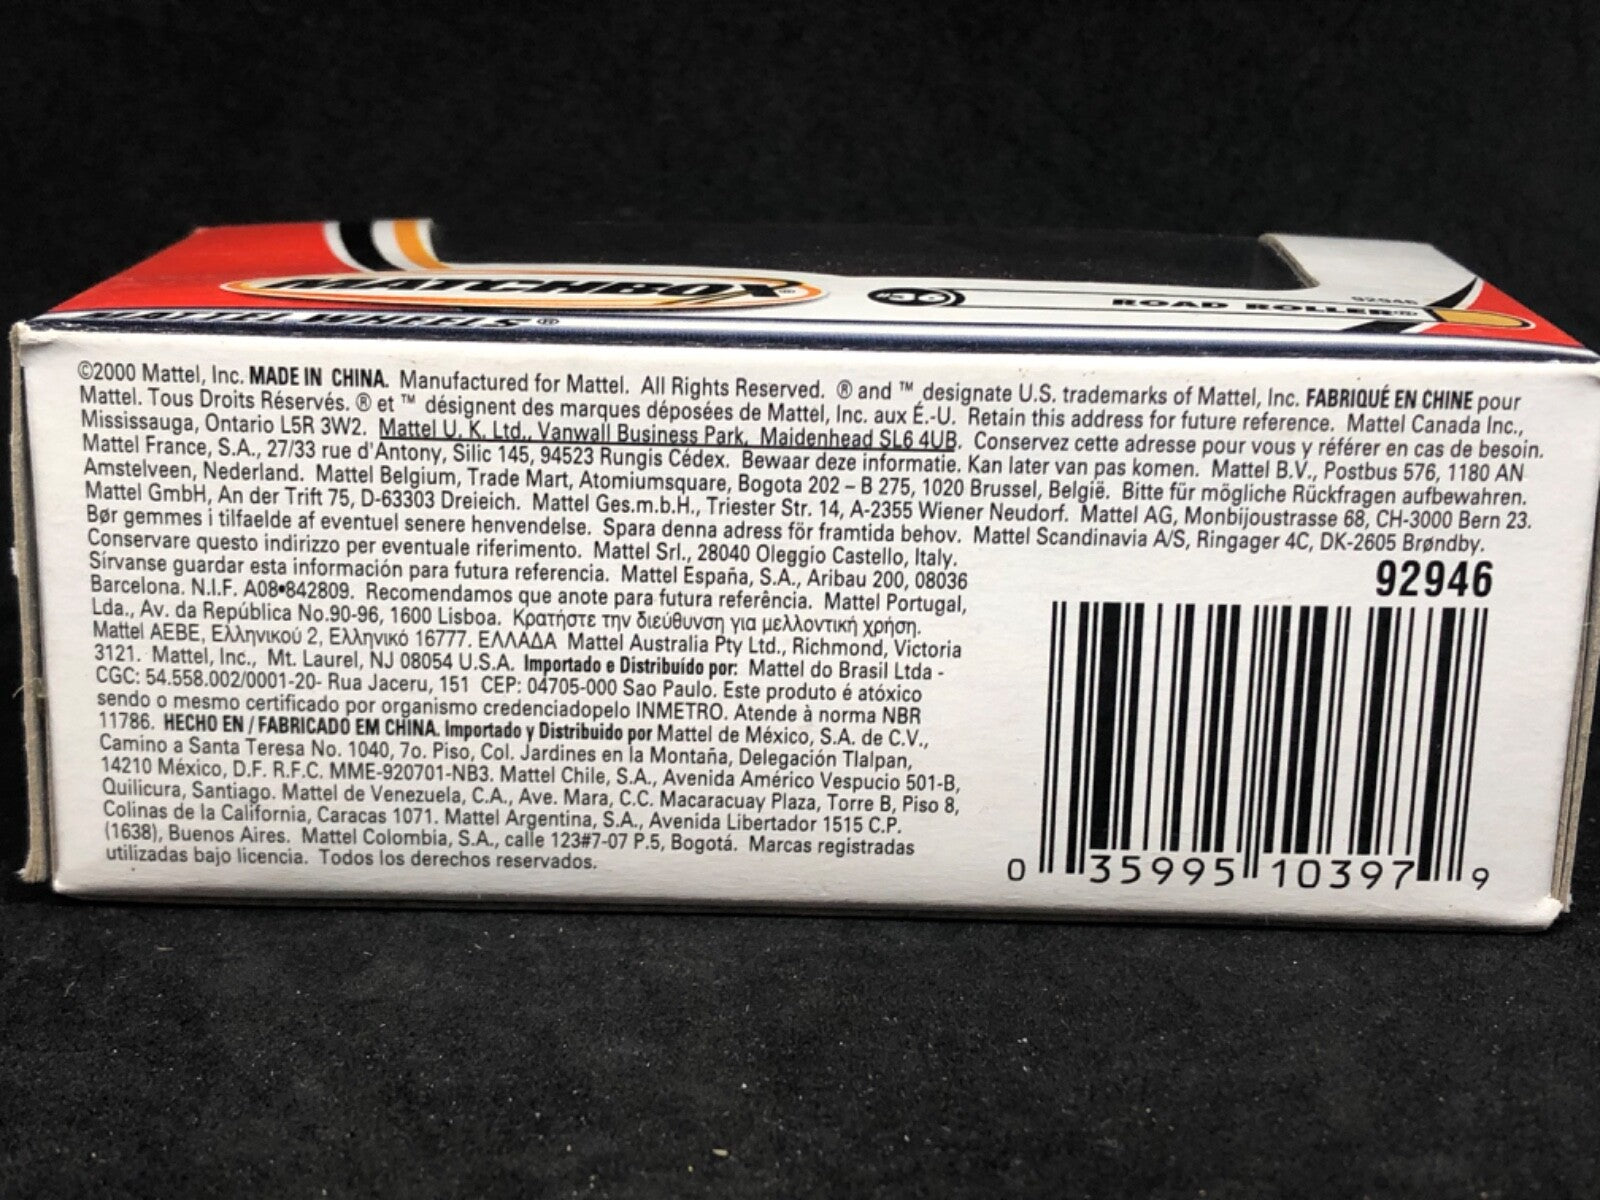 MATCHBOX®
#36
ROAD ROLLER™
92946
MATTEL WHEELS®
©2000 Mattel, Inc. MADE IN CHINA. Manufactured for Mattel. All Rights Reserved. ® and ™ designate U.S. trademarks of Mattel, Inc. FABRIQUÉ EN CHINE pour
Mattel. Tous Droits Réservés. ® et ™ désignent des marques déposées de Mattel, Inc. aux É.-U. Retain this address for future reference. Mattel Canada Inc.,
Mississauga, Ontario L5R 3W2. Mattel U. K. Ltd., Vanwall Business Park, Maidenhead SL6 4UB. Conservez cette adresse pour vous y référer en cas de besoin.
Mattel France, S.A., 27/33 rue d'Antony, Silic 145, 94523 Rungis Cédex. Bewaar deze informatie. Kan later van pas komen. Mattel B.V., Postbus 576, 1180 AN
Amstelveen, Nederland. Mattel Belgium, Trade Mart, Atomiumsquare, Bogota 202 – B 275, 1020 Brussel, België. Bitte für mögliche Rückfragen aufbewahren.
Mattel GmbH, An der Trift 75, D-63303 Dreieich. Mattel Ges.m.b.H., Triester Str. 14, A-2355 Wiener Neudorf. Mattel AG, Monbijoustrasse 68, CH-3000 Bern 23.
Bør gemmes i tilfaelde af eventuel senere henvendelse. Spara denna adress för framtida behov. Mattel Scandinavia A/S, Ringager 4C, DK-2605 Brøndby.
Conservare questo indirizzo per eventuale riferimento. Mattel Srl., 28040 Oleggio Castello, Italy.
Sírvanse guardar esta información para futura referencia. Mattel España, S.A., Aribau 200, 08036
Barcelona. N.I.F. A08•842809. Recomendamos que anote para futura referência. Mattel Portugal,
Lda., Av. da República No.90-96, 1600 Lisboa. Κρατήστε την διεύθυνση για μελλοντική χρήση.
Mattel AEBE, Ελληνικού 2, Ελληνικό 16777. ΕΛΛΑΔΑ Mattel Australia Pty Ltd., Richmond, Victoria
3121. Mattel, Inc., Mt. Laurel, NJ 08054 U.S.A. Importado e Distribuído por: Mattel do Brasil Ltda -
CGC: 54.558.002/0001-20- Rua Jaceru, 151 CEP: 04705-000 Sao Paulo. Este produto é atóxico
sendo o mesmo certificado por organismo credenciadopelo INMETRO. Atende à norma NBR
11786. HECHO EN / FABRICADO EM CHINA. Importado y Distribuido por Mattel de México, S.A. de C.V.,
Camino a Santa Teresa No. 1040, 7o. Piso, Col. Jardines en la Montaña, Delegación Tlalpan,
14210 México, D.F. R.F.C. MME-920701-NB3. Mattel Chile, S.A., Avenida Américo Vespucio 501-B,
Quilicura, Santiago. Mattel de Venezuela, C.A., Ave. Mara, C.C. Macaracuay Plaza, Torre B, Piso 8,
Colinas de la California, Caracas 1071. Mattel Argentina, S.A., Avenida Libertador 1515 C.P.
(1638), Buenos Aires. Mattel Colombia, S.A., calle 123#7-07 P.5, Bogotá. Marcas registradas
utilizadas bajo licencia. Todos los derechos reservados.
92946
0 35995 10397 9